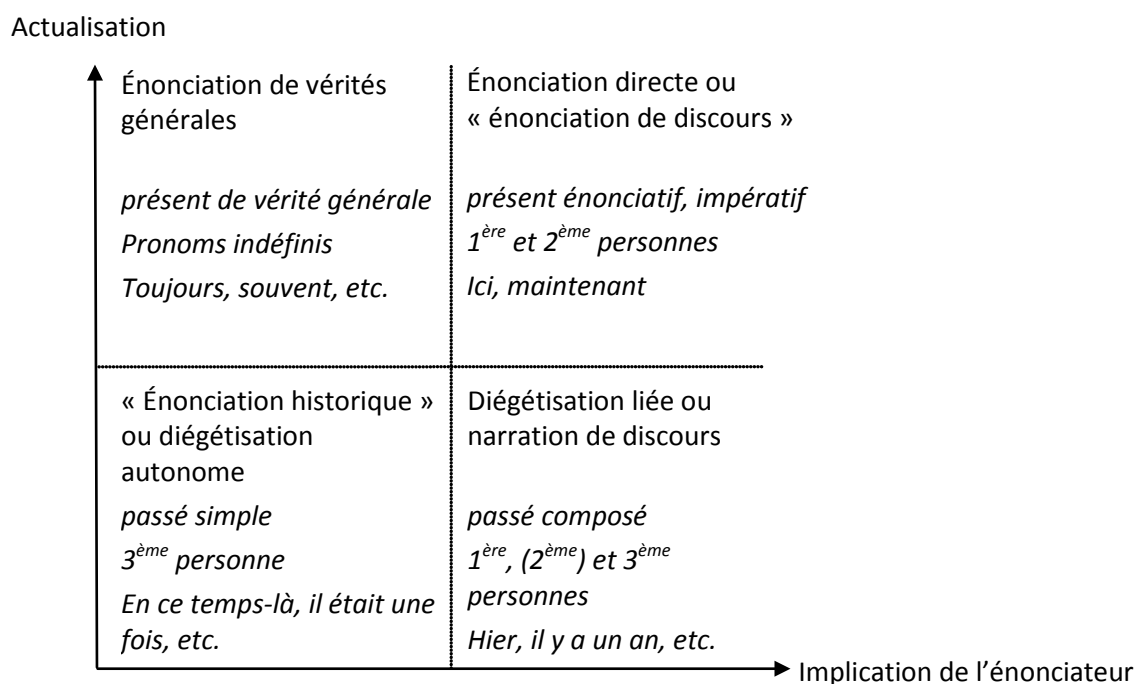 Actualisation
Énonciation de vérités
générales
présent de vérité générale
Pronoms indéfinis
Toujours, souvent, etc.
Énonciation directe ou
« énonciation de discours »
présent énonciatif, impératif
1ère et 2ème personnes
Ici, maintenant
« Énonciation historique »
ou diégétisation
autonome
passé simple
3ème personne
En ce temps-là, il était une
fois, etc.
Diégétisation liée ou
narration de discours
passé composé
1ère, (2ème) et 3ème
personnes
Hier, il y a un an, etc.
Implication de l’énonciateur